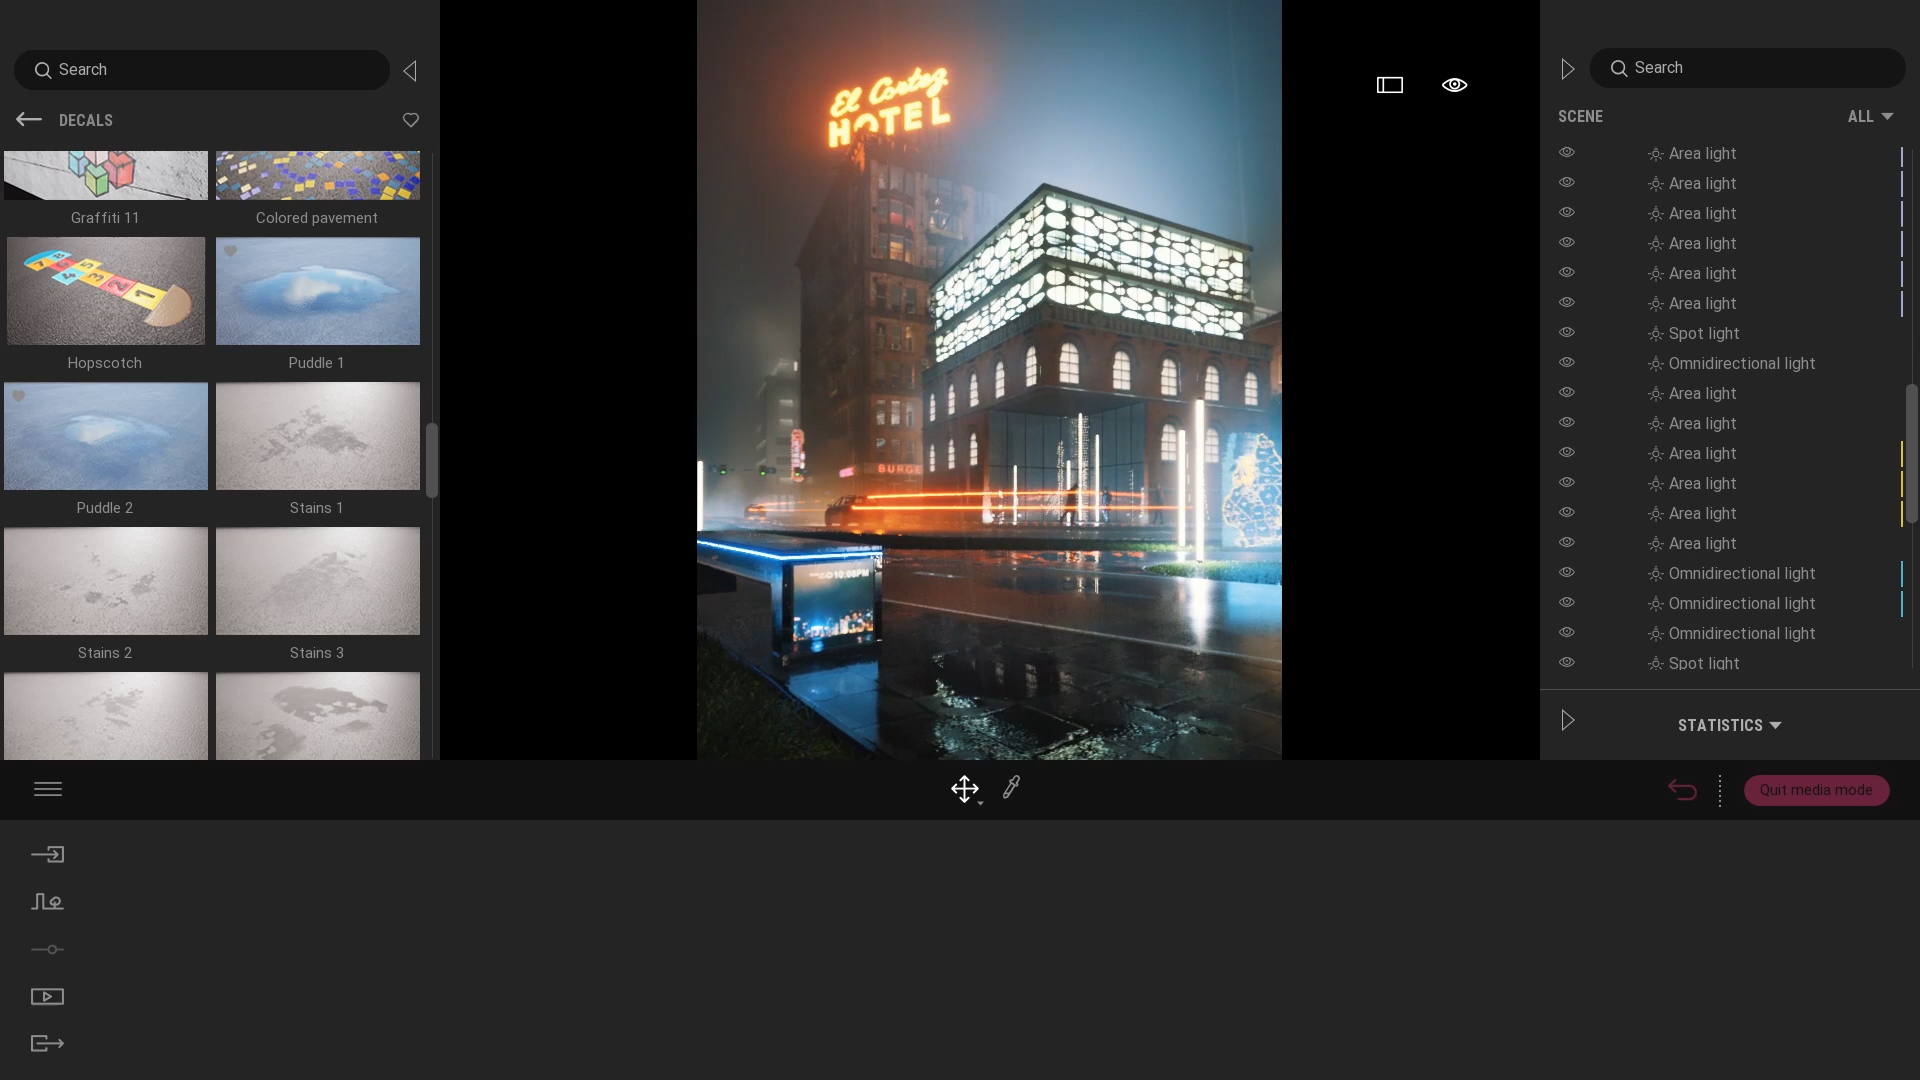 Search
DECALS
Graffiti 11
Colored pavement
Hopscotch
Puddle 1
Puddle 2
Stains 1
Stains 2
Stains 3
El Cortez
HOTEL
BURGE
10:08PM
Search
SCENE
ALL
Area light
Area light
Area light
Area light
Area light
Area light
Spot light
Omnidirectional light
Area light
Area light
Area light
Area light
Area light
Area light
Omnidirectional light
Omnidirectional light
Omnidirectional light
Spot light
STATISTICS
Quit media mode